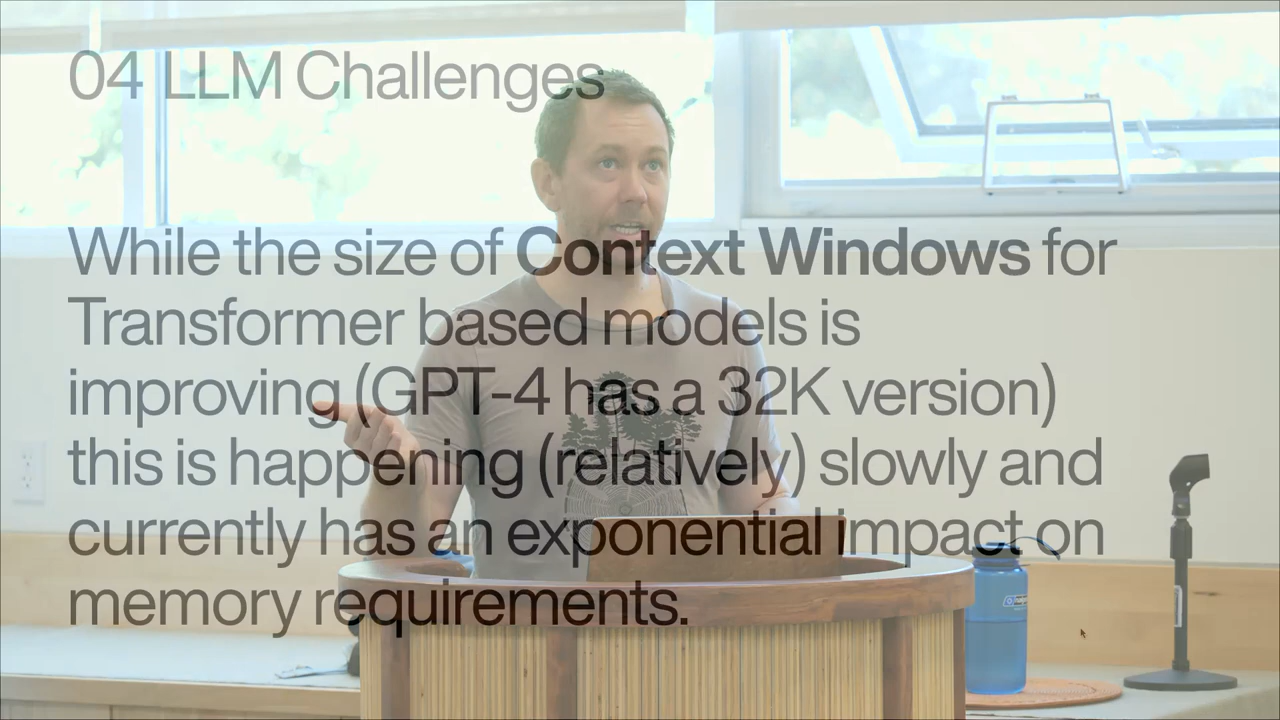 04 LLM Challenges
While the size of Context Windows for
Transformer based models is
improving (GPT-4 has a 32K version)
this is happening (relatively) slowly and
currently has an exponential impact on
memory requirements.